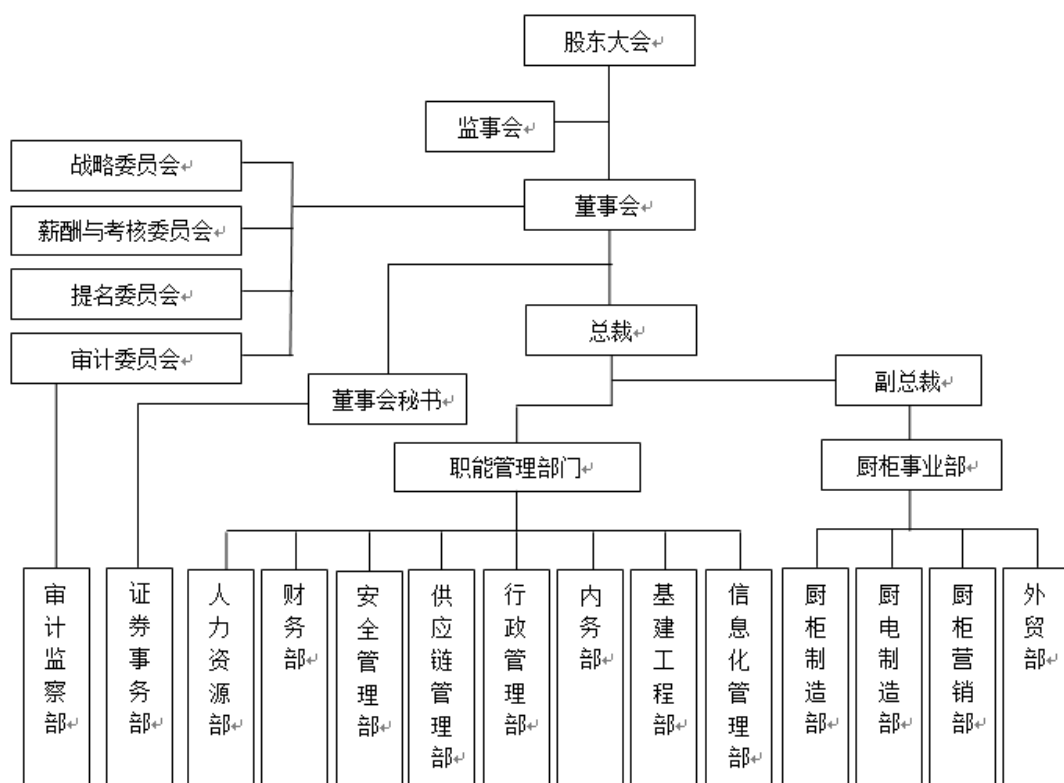 股东大会
监事会
战略委员会
董事会
薪酬与考核委员会
提名委员会
总裁
审计委员会
副总裁
董事会秘书
职能管理部门
厨柜事业部
审计监察部
证券事务部
人力资源部
财务部
安全管理部
供应链管理部
行政管理部
内务部
基建工程部
信息化管理部
厨柜制造部
厨电制造部
厨柜营销部
外贸部